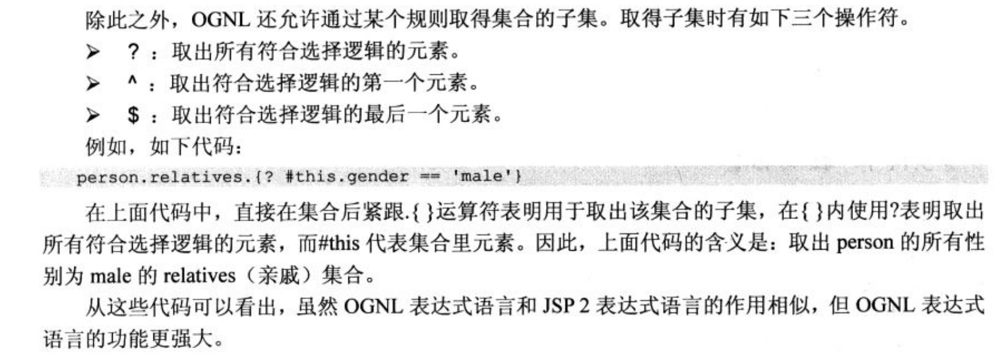 除此之外，OGNL 还允许通过某个规则取得集合的子集。取得子集时有如下三个操作符。
➢ ？：取出所有符合选择逻辑的元素。
➢ ^：取出符合选择逻辑的第一个元素。
➢ $：取出符合选择逻辑的最后一个元素。
例如，如下代码：
person.relatives.{? #this.gender == 'male'}
在上面代码中，直接在集合后紧跟.{ }运算符表明用于取出该集合的子集，在{ }内使用?表明取出
所有符合选择逻辑的元素，而#this 代表集合里元素。因此，上面代码的含义是：取出 person 的所有性
别为 male 的 relatives（亲戚）集合。
从这些代码可以看出，虽然 OGNL 表达式语言和 JSP 2 表达式语言的作用相似，但 OGNL 表达式
语言的功能更强大。